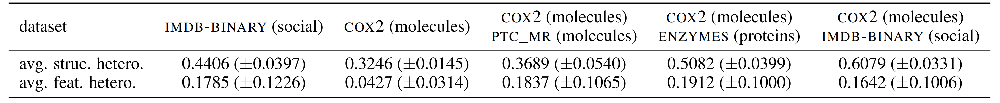 dataset IMDB-BINARY (social) COX2 (molecules) COX2 (molecules) PTC_MR (molecules) COX2 (molecules) ENZYMES (proteins) COX2 (molecules) IMDB-BINARY (social)
avg. struc. hetero. 0.4406 (±0.0397) 0.3246 (±0.0145) 0.3689 (±0.0540) 0.5082 (±0.0399) 0.6079 (±0.0331)
avg. feat. hetero. 0.1785 (±0.1226) 0.0427 (±0.0314) 0.1837 (±0.1065) 0.1912 (±0.1000) 0.1642 (±0.1006)